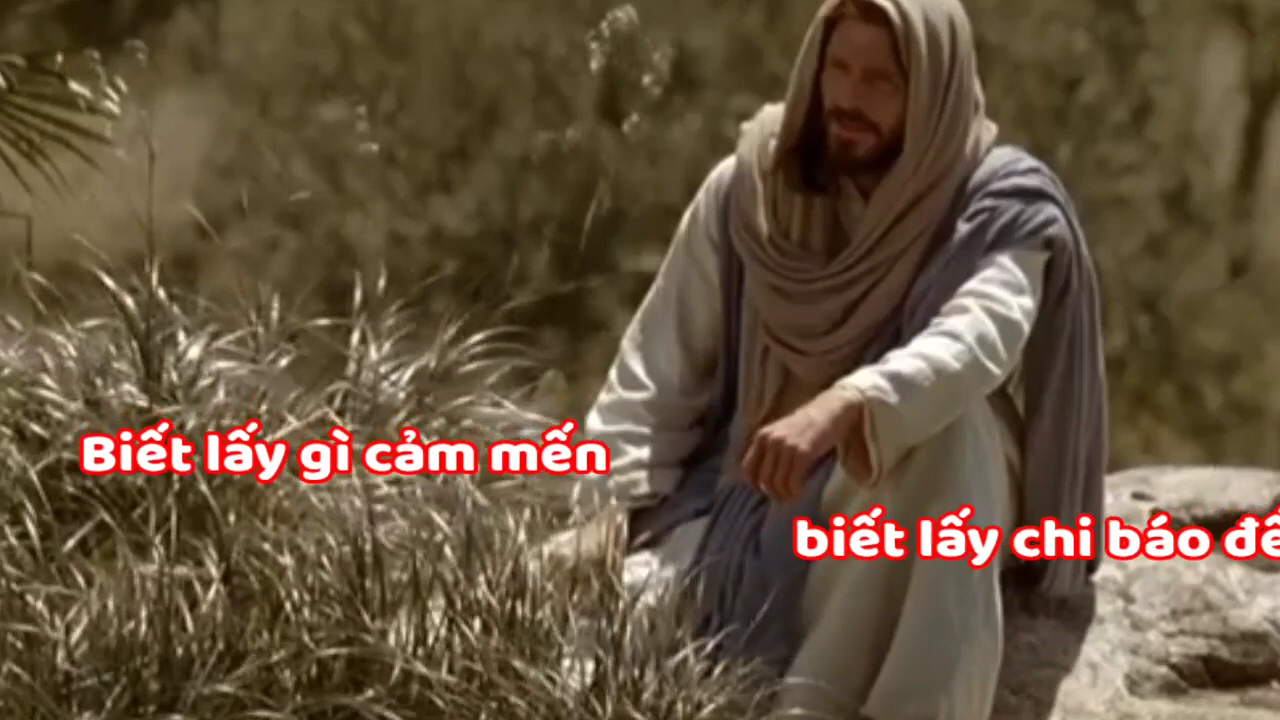 Biết lấy gì cảm mến
biết lấy chi báo